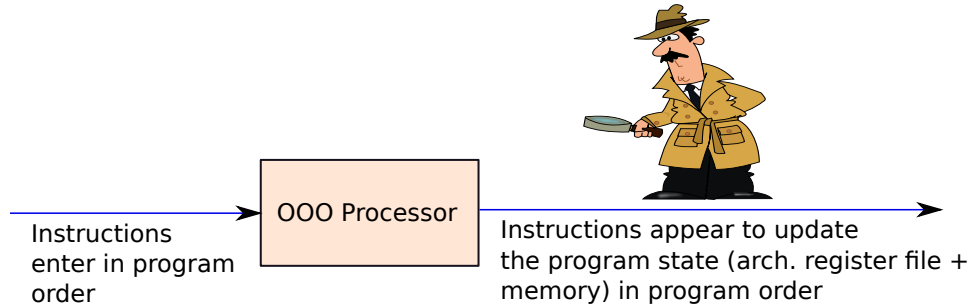 Instructions
enter in program
order
OOO Processor
Instructions appear to update
the program state (arch. register file +
memory) in program order